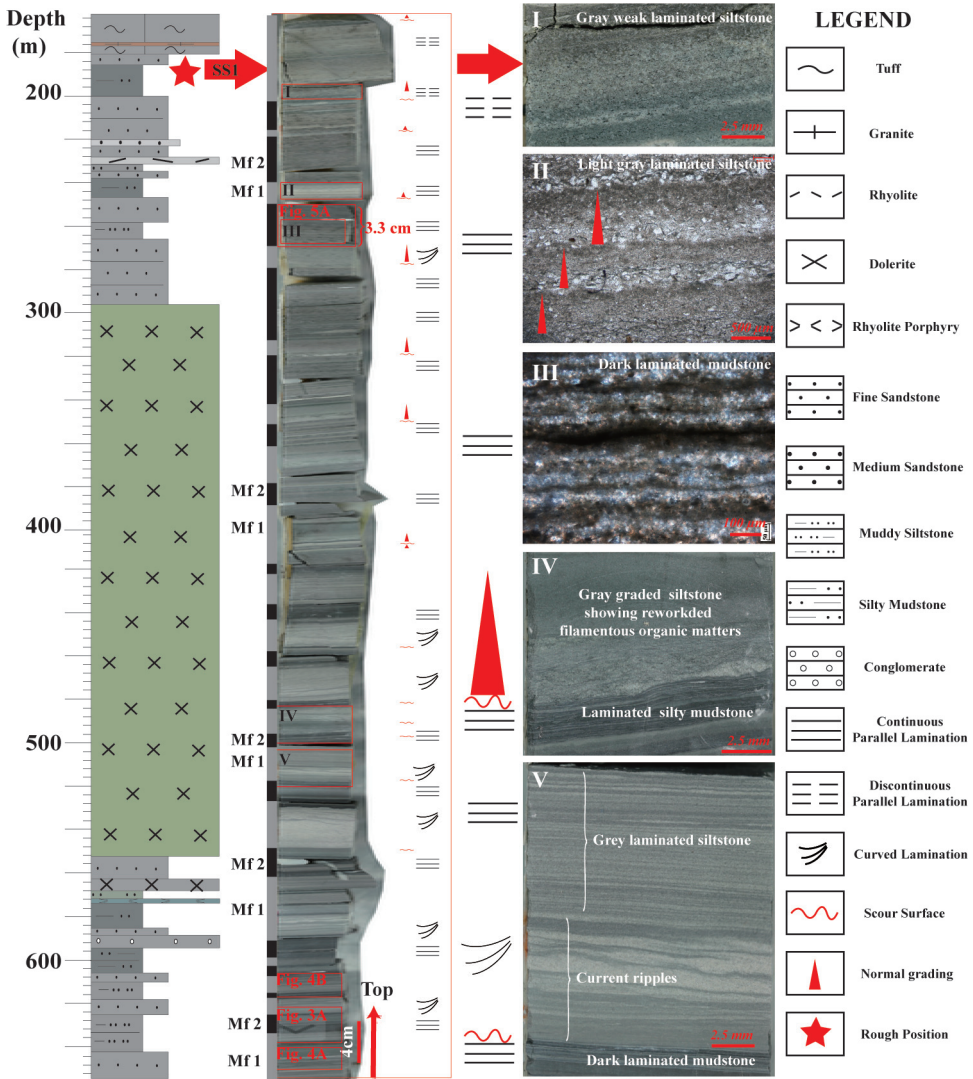 Depth
(m)
200
300
400
500
600
SS1
Mf 2
Mf 1
Mf 2
Mf 1
Mf 2
Mf 1
Mf 2
Mf 1
Mf 2
Mf 1
I
II
Fig. 5A
III
3.3 cm
IV
V
Fig. 4B
Fig. 3A
Fig. 4A
4cm
Top
I
Gray weak laminated siltstone
2.5 mm
II
Light gray laminated siltstone
III
Dark laminated mudstone
100 μm
IV
Gray graded siltstone
showing reworkded
filamentous organic matters
Laminated silty mudstone
2.5 mm
V
Grey laminated siltstone
Current ripples
2.5 mm
Dark laminated mudstone
LEGEND
Tuff
Granite
Rhyolite
Dolerite
Rhyolite Porphyry
Fine Sandstone
Medium Sandstone
Muddy Siltstone
Silty Mudstone
Conglomerate
Continuous
Parallel Lamination
Discontinuous
Parallel Lamination
Curved Lamination
Scour Surface
Normal grading
Rough Position